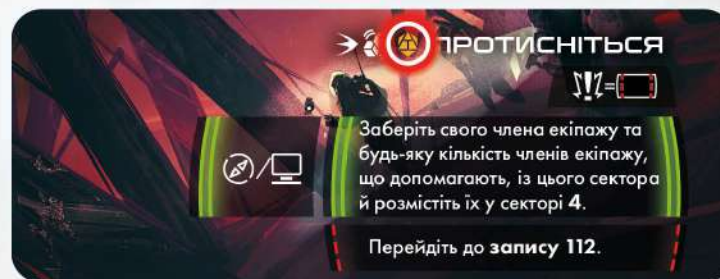 ПРОТИСНІТЬСЯ
=
Заберіть свого члена екіпажу та
будь-яку кількість членів екіпажу,
що допомагають, із цього сектора
й розмістіть їх у секторі 4.
Перейдіть до запису 112.